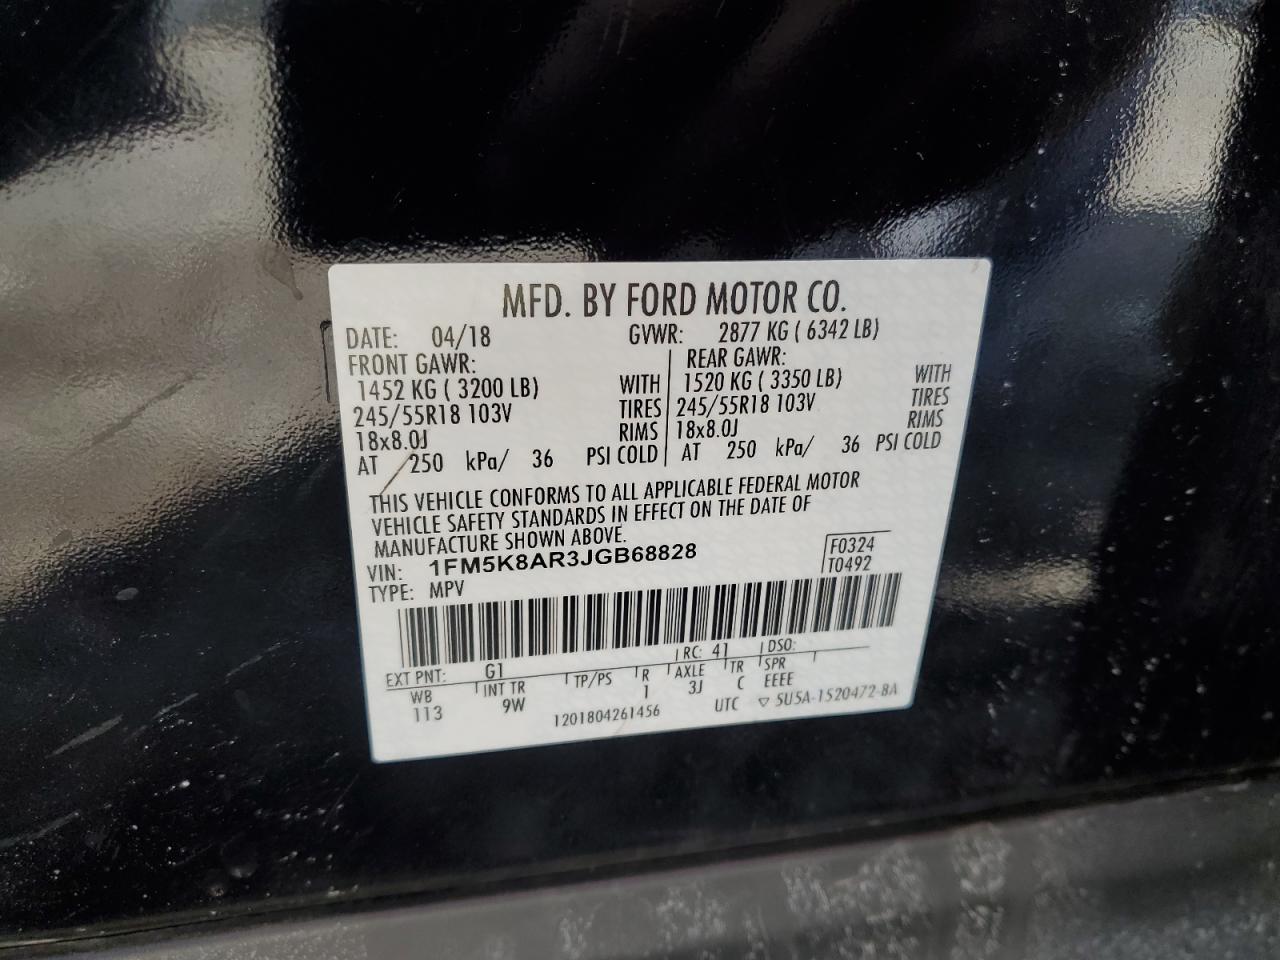 MFD. BY FORD MOTOR CO.
DATE: 04/18 GVWR: 2877 KG ( 6342 LB)
FRONT GAWR: REAR GAWR:
1452 KG ( 3200 LB) WITH 1520 KG ( 3350 LB) WITH
245/55R18 103V TIRES 245/55R18 103V TIRES
18x8.0J RIMS 18x8.0J RIMS
AT 250 kPa/ 36 PSI COLD AT 250 kPa/ 36 PSI COLD
THIS VEHICLE CONFORMS TO ALL APPLICABLE FEDERAL MOTOR
VEHICLE SAFETY STANDARDS IN EFFECT ON THE DATE OF
MANUFACTURE SHOWN ABOVE.
VIN: 1FM5K8AR3JGB68828 F0324
TYPE: MPV T0492
EXT PNT: G1 RC: 41 DSO:
WB INT TR TP/PS R AXLE TR SPR
113 9W 1 3J C EEEE
1201804261456 UTC ▽ 5U5A-1520472-BA